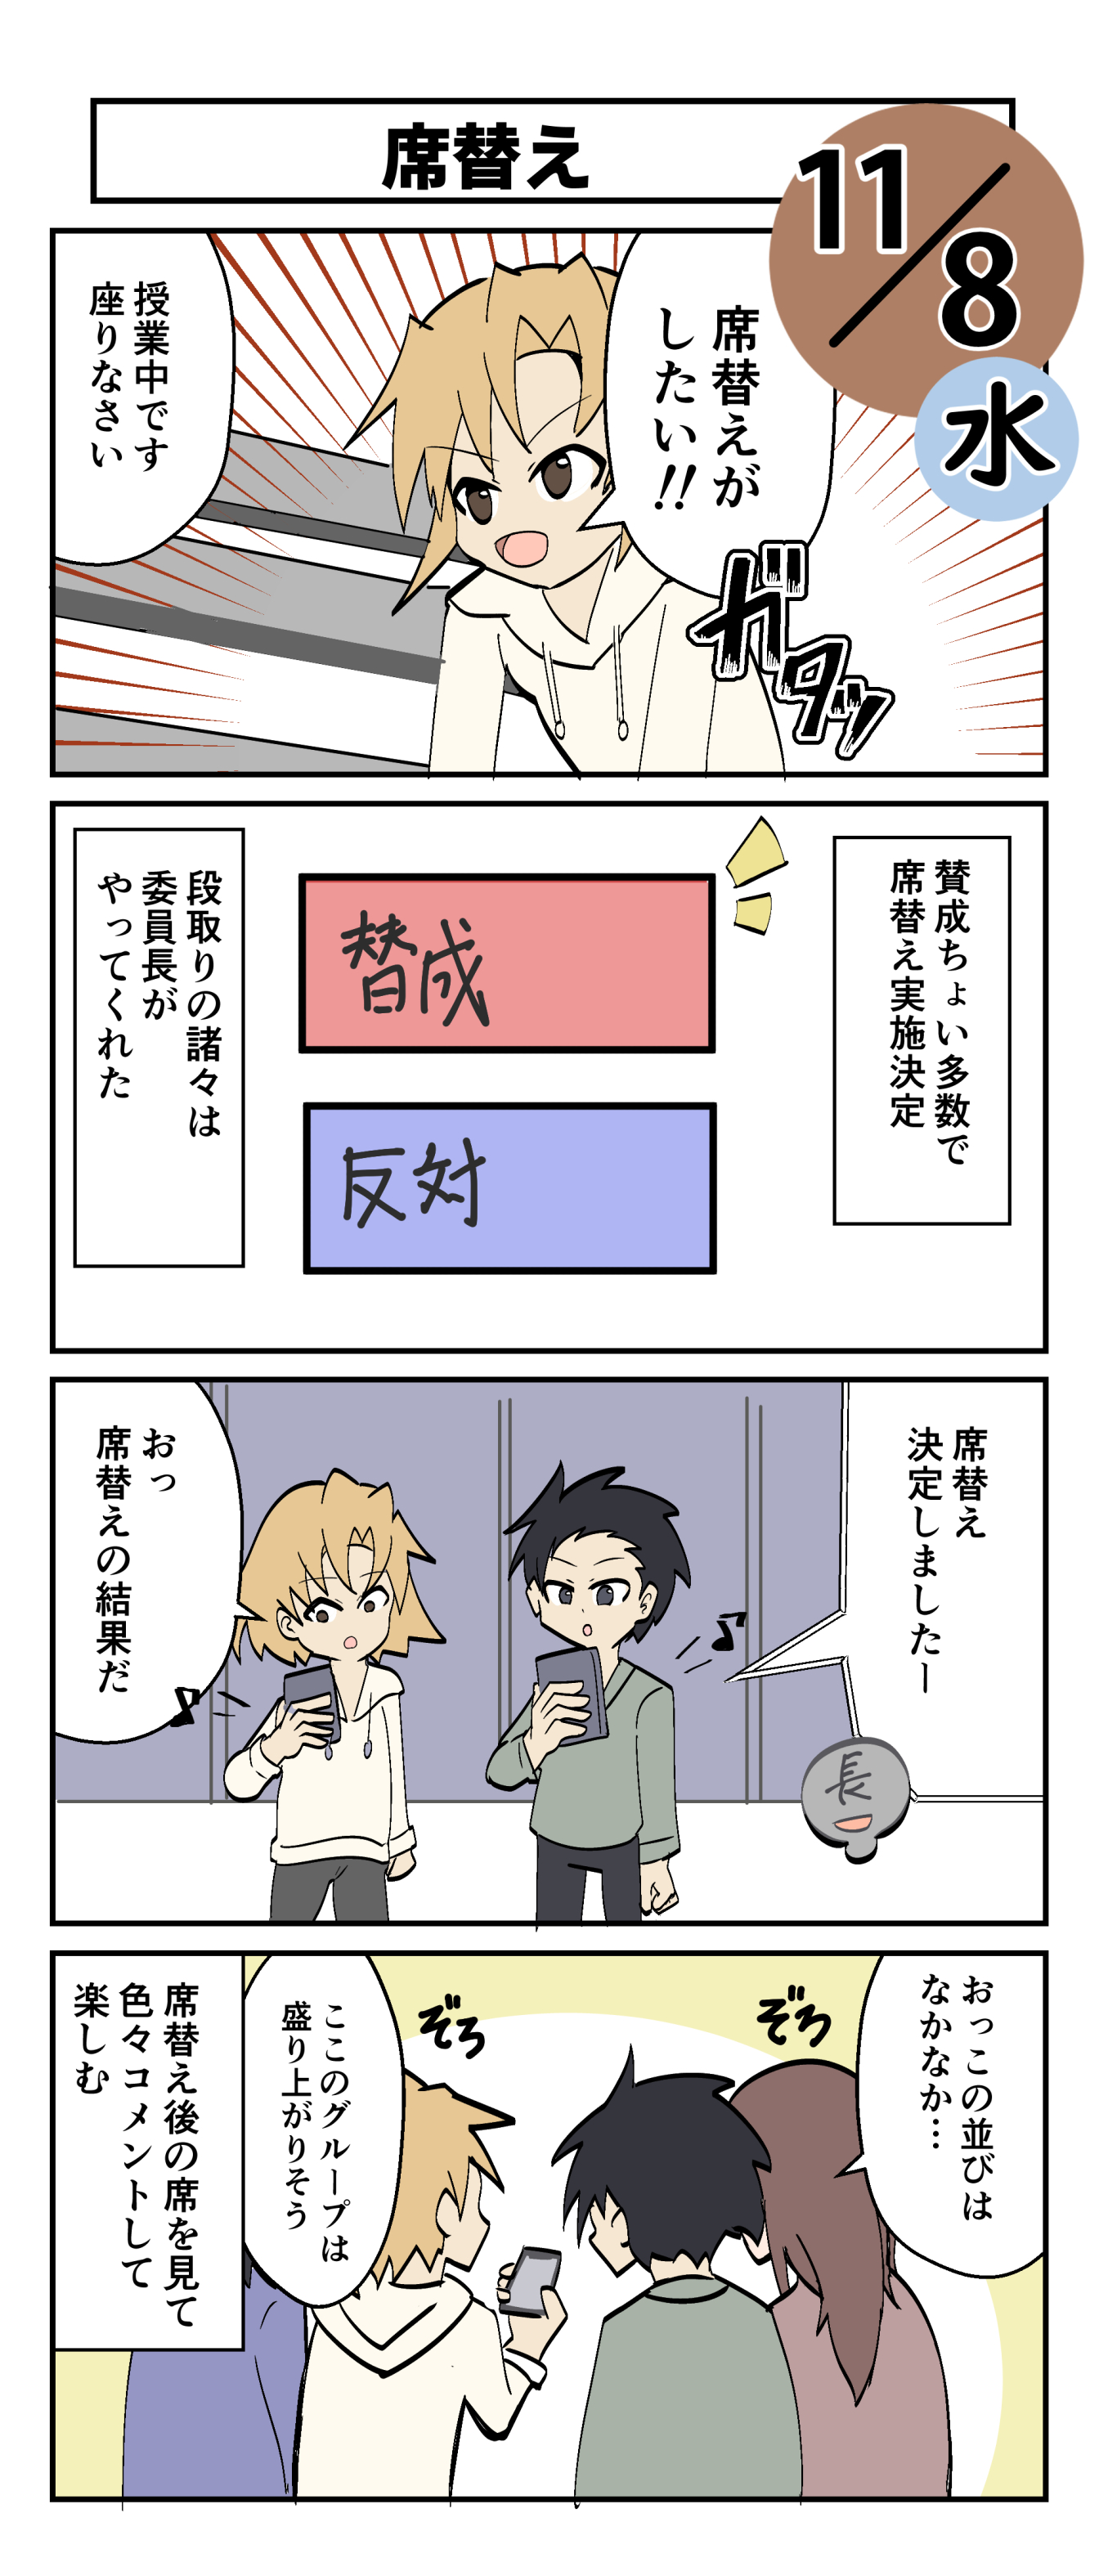 席替え
11/8
水
席替えが
したい!!
ガタッ
授業中です
座りなさい
賛成ちょい多数で
席替え実施決定
賛成
反対
段取りの諸々は
委員長が
やってくれた
席替え
決定しましたー
長
おっ
席替えの結果だ
おっこの並びは
なかなか…
ぞろ
ぞろ
ここのグループは
盛り上がりそう
席替え後の席を見て
色々コメントして
楽しむ